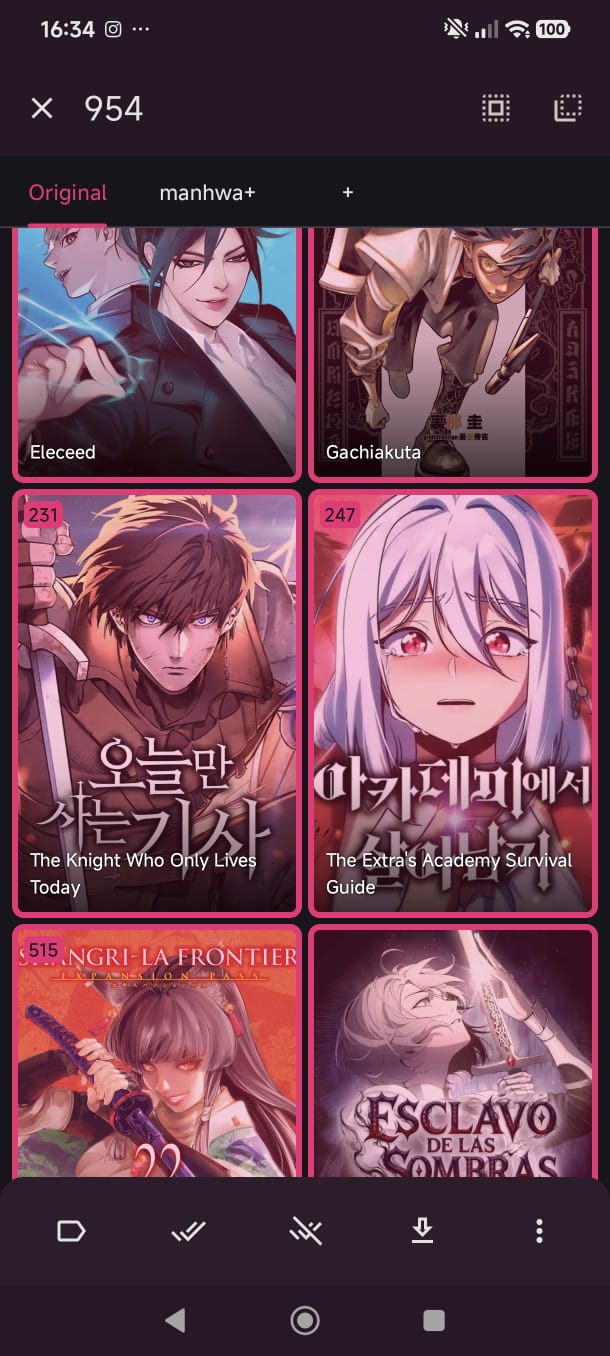 16:34
100
954
Original
manhwa+
+
Eleceed
Gachiakuta
231
오늘만
사는 기사
The Knight Who Only Lives
Today
247
아카데미에서
살아남기
The Extra's Academy Survival
Guide
515
SHANGRI-LA FRONTIER
EXPANSION PASS
22
ESCLAVO
DE LAS
SOMBRAS